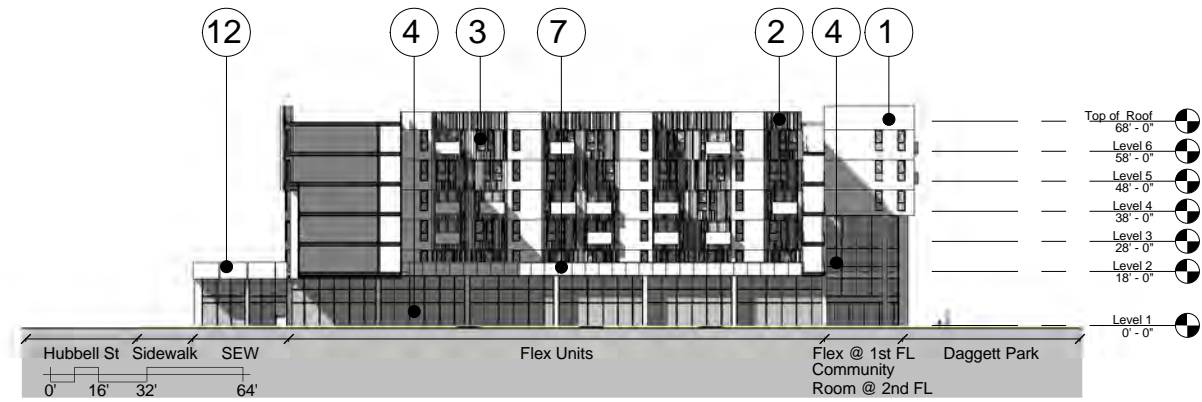 12
4
3
7
2
4
1
Top of Roof
68' - 0"
Level 6
58' - 0"
Level 5
48' - 0"
Level 4
38' - 0"
Level 3
28' - 0"
Level 2
18' - 0"
Level 1
0' - 0"
Hubbell St Sidewalk SEW Flex Units Flex @ 1st FL Daggett Park
Community
Room @ 2nd FL
0' 16' 32' 64'